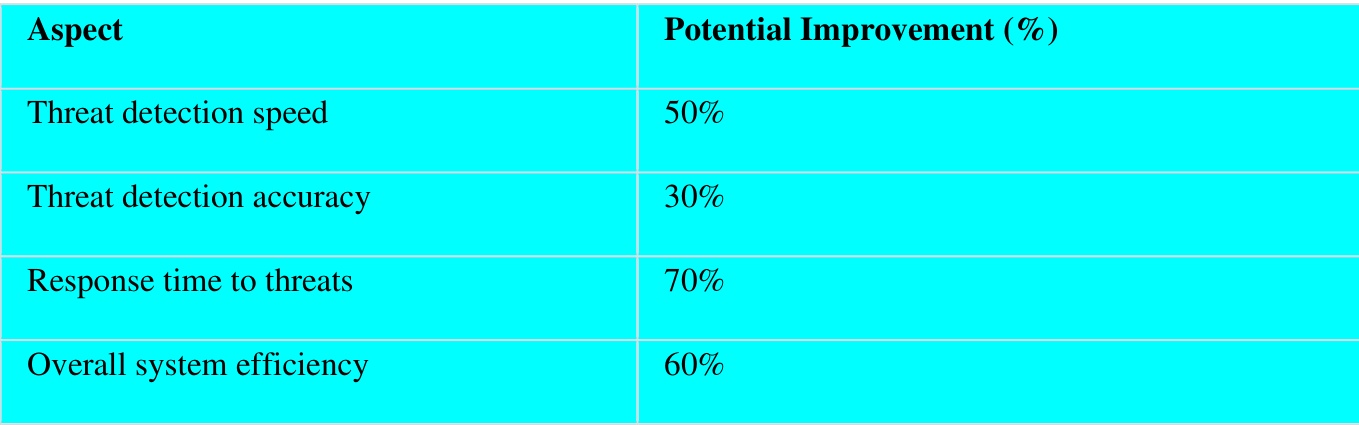 Aspect Potential Improvement (%)
Threat detection speed 50%
Threat detection accuracy 30%
Response time to threats 70%
Overall system efficiency 60%